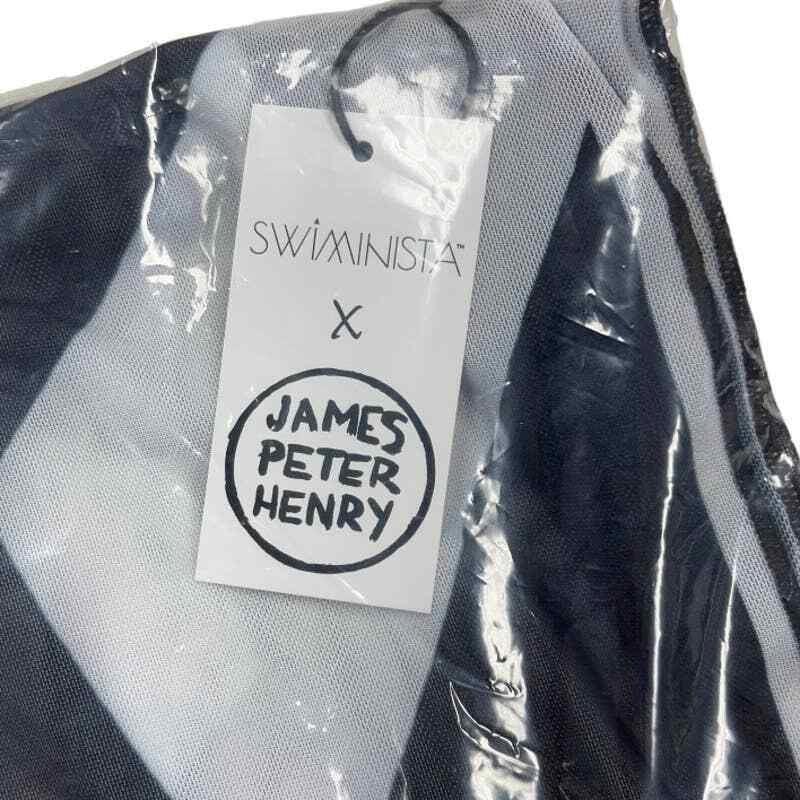 SWIMINISTA™
X
JAMES
PETER
HENRY